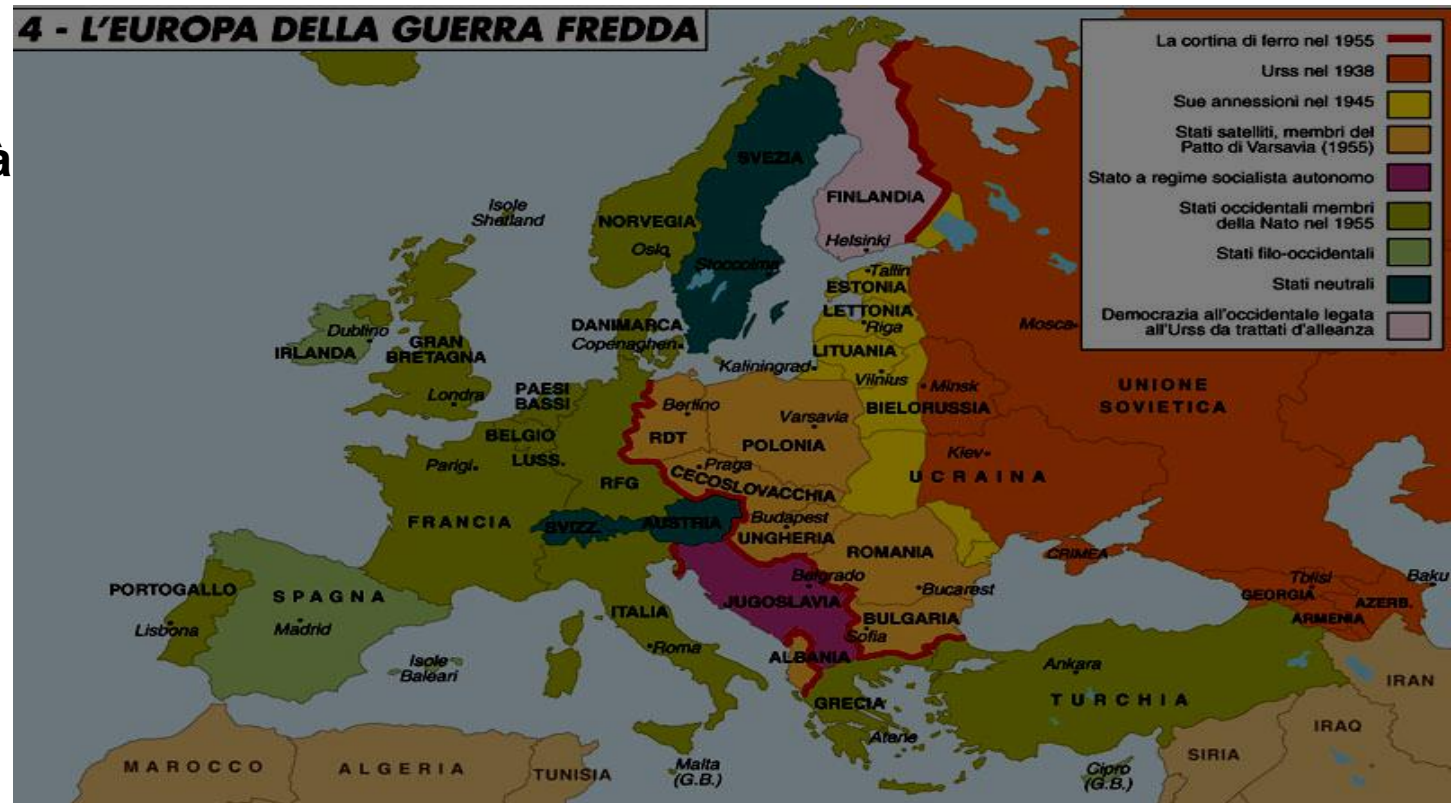 4 - L'EUROPA DELLA GUERRA FREDDA
à
La cortina di ferro nel 1955
Urss nel 1938
Sue annessioni nel 1945
Stati satelliti, membri del
Patto di Varsavia (1955)
Stato a regime socialista autonomo
Stati occidentali membri
della Nato nel 1955
Stati filo-occidentali
Stati neutrali
Democrazia all'occidentale legata
all'Urss da trattati d'alleanza
SVEZIA
FINLANDIA
Isole
Shetland
NORVEGIA
Oslo
Helsinki
Stoccolma
Tallin
ESTONIA
LETTONIA
Riga
Mosca
DANIMARCA
Copenaghen
Dublino
IRLANDA
GRAN
BRETAGNA
LITUANIA
Kaliningrad
Vilnius
Minsk
UNIONE
SOVIETICA
Londra
PAESI
BASSI
Berlino
Varsavia
BIELORUSSIA
BELGIO
RDT
POLONIA
LUSS.
Parigi
Praga
Kiev
CECOSLOVACCHIA
UCRAINA
RFG
FRANCIA
SVIZZ.
AUSTRIA
Budapest
UNGHERIA
ROMANIA
CRIMEA
Tblisi
Baku
PORTOGALLO
SPAGNA
Belgrado
JUGOSLAVIA
Bucarest
GEORGIA
AZERB.
ITALIA
BULGARIA
ARMENIA
Lisbona
Madrid
Sofia
Roma
ALBANIA
Isole
Baleari
Ankara
IRAN
GRECIA
TURCHIA
Atene
IRAQ
MAROCCO
ALGERIA
TUNISIA
Malta
(G.B.)
Cipro
(G.B.)
SIRIA